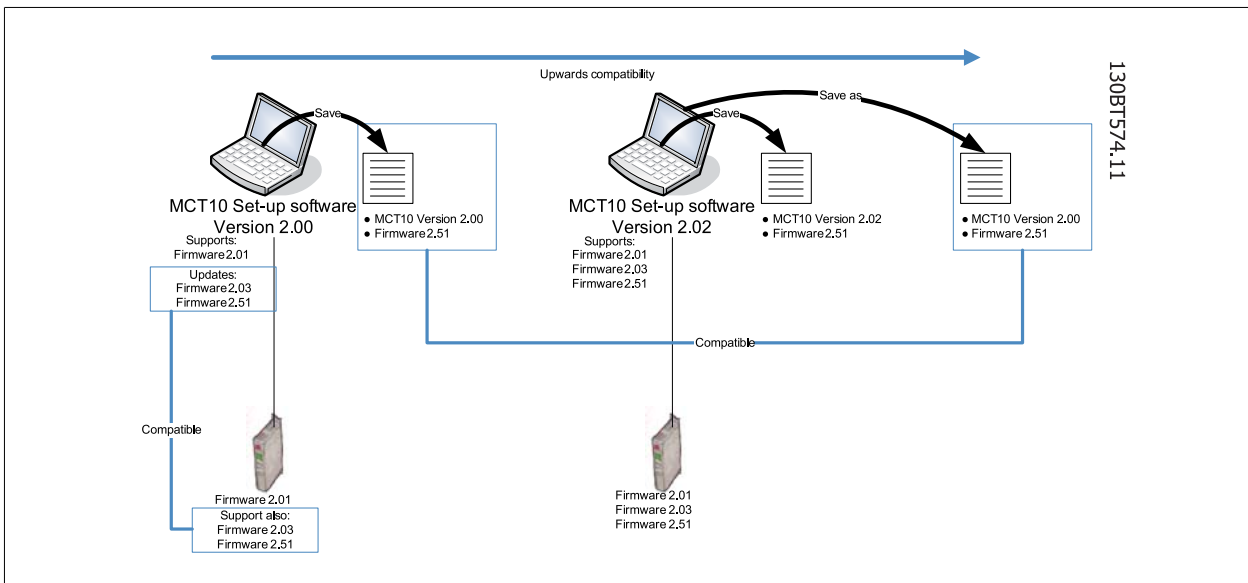 Upwards compatibility
130BT574.11
Save
Save
Save as
MCT10 Set-up software
Version 2.00
● MCT10 Version 2.00
● Firmware 2.51
MCT10 Set-up software
Version 2.02
● MCT10 Version 2.02
● Firmware 2.51
● MCT10 Version 2.00
● Firmware 2.51
Supports:
Firmware 2.01
Updates:
Firmware 2.03
Firmware 2.51
Supports:
Firmware 2.01
Firmware 2.03
Firmware 2.51
Compatible
Compatible
Firmware 2.01
Support also:
Firmware 2.03
Firmware 2.51
Firmware 2.01
Firmware 2.03
Firmware 2.51